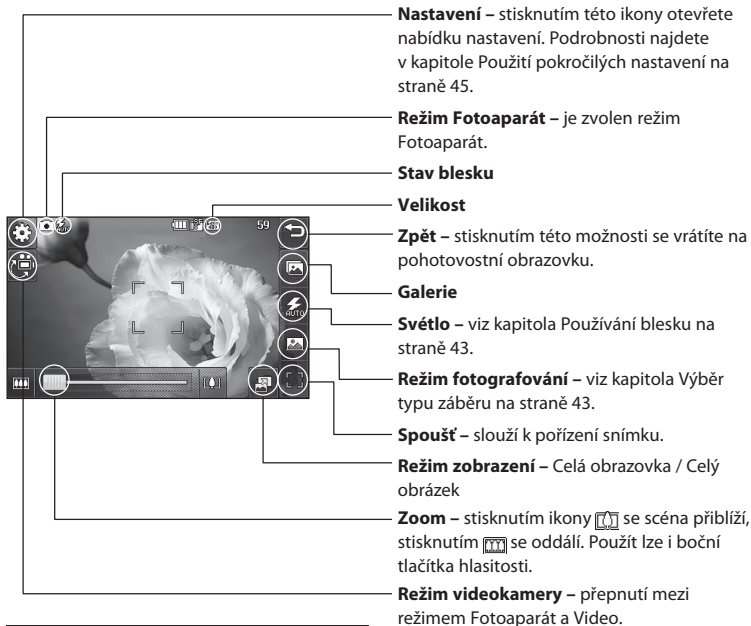 Nastavení – stisknutím této ikony otevřete
nabídku nastavení. Podrobnosti najdete
v kapitole Použití pokročilých nastavení na
straně 45.
Režim Fotoaparát – je zvolen režim
Fotoaparát.
Stav blesku
Velikost
59
Zpět – stisknutím této možnosti se vrátíte na
pohotovostní obrazovku.
Galerie
AUTO
Svétlo – viz kapitola Používání blesku na
straně 43.
Režim fotografování – viz kapitola Výběr
typu záběru na straně 43.
Spoušť – slouží k pořízení snímku.
Režim zobrazení – Celá obrazovka / Celý
obrázek
Zoom – stisknutím ikony se scéna přiblíží,
stisknutím se oddálí. Použít lze i boční
tlačítka hlasitosti.
Režim videokamery – přepnutí mezi
režimem Fotoaparát a Video.